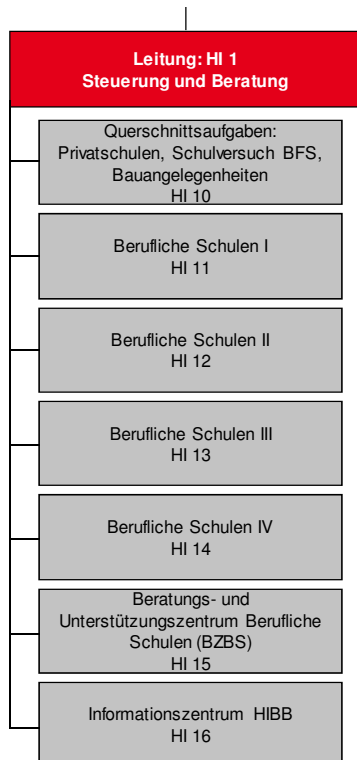 Leitung: HI 1
Steuerung und Beratung
Querschnittsaufgaben:
Privatschulen, Schulversuch BFS,
Bauangelegenheiten
HI 10
Berufliche Schulen I
HI 11
Berufliche Schulen II
HI 12
Berufliche Schulen III
HI 13
Berufliche Schulen IV
HI 14
Beratungs- und
Unterstützungszentrum Berufliche
Schulen (BZBS)
HI 15
Informationszentrum HIBB
HI 16